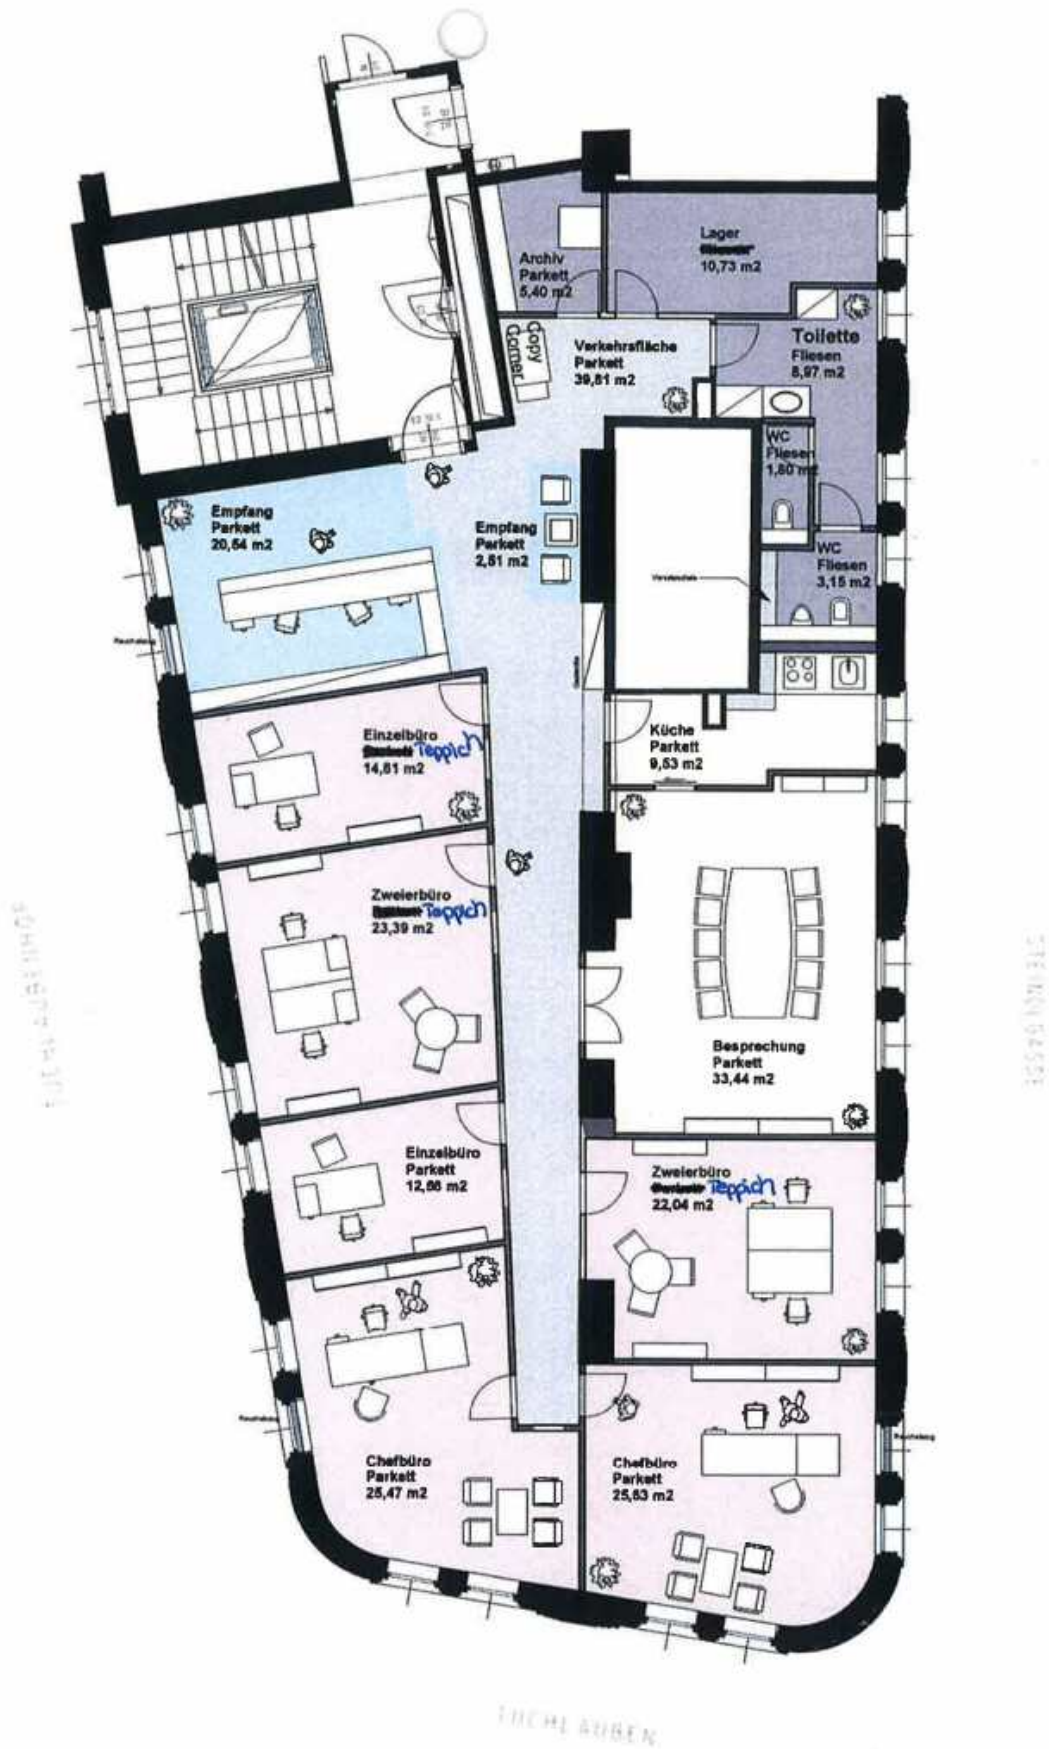 Archiv
Parkett
5,40 m2
Lager
10,73 m2
Copy
Corner
Verkehrsfläche
Parkett
39,81 m2
Toilette
Fliesen
8,97 m2
WC
Fliesen
1,80 m2
Empfang
Parkett
20,54 m2
Empfang
Parkett
2,51 m2
WC
Fliesen
3,15 m2
Einzelbüro
Teppich
14,81 m2
Küche
Parkett
9,53 m2
Zweierbüro
Teppich
23,39 m2
Besprechung
Parkett
33,44 m2
Einzelbüro
Parkett
12,66 m2
Zweierbüro
Parkett Teppich
22,04 m2
Chefbüro
Parkett
25,47 m2
Chefbüro
Parkett
25,63 m2
TUCHLAUBEN